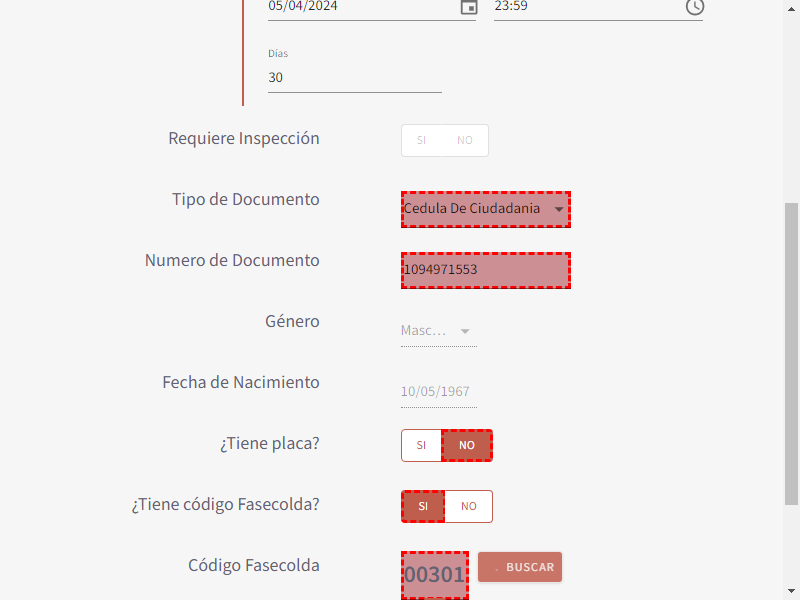 05/04/2024 23:59
Días
30
Requiere Inspección SI NO
Tipo de Documento Cedula De Ciudadania
Numero de Documento 1094971553
Género Masc...
Fecha de Nacimiento 10/05/1967
¿Tiene placa? SI NO
¿Tiene código Fasecolda? SI NO
Código Fasecolda 00301 BUSCAR